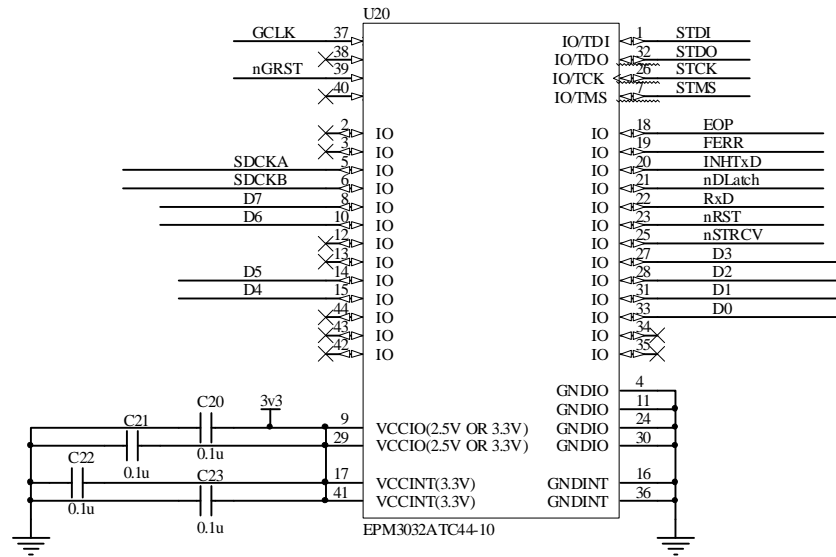 U20
GCLK 37 IO/TDI 1 STDI
38 IO/TDO 32 STDO
nGRST 39 IO/TCK 26 STCK
40 IO/TMS 7 STMS
2 IO IO 18 EOP
3 IO IO 19 FERR
SDCKA 5 IO IO 20 INHTxD
SDCKB 6 IO IO 21 nDLatch
D7 8 IO IO 22 RxD
D6 10 IO IO 23 nRST
12 IO IO 25 nSTRCV
13 IO IO 27 D3
D5 14 IO IO 28 D2
D4 15 IO IO 31 D1
44 IO IO 33 D0
43 IO IO 34
42 IO IO 35
GNDIO 4
GNDIO 11
C21 C20 3v3 9 VCCIO(2.5V OR 3.3V) GNDIO 24
0.1u 0.1u 29 VCCIO(2.5V OR 3.3V) GNDIO 30
C22 C23 17 VCCINT(3.3V) GNDINT 16
0.1u 0.1u 41 VCCINT(3.3V) GNDINT 36
EPM3032ATC44-10